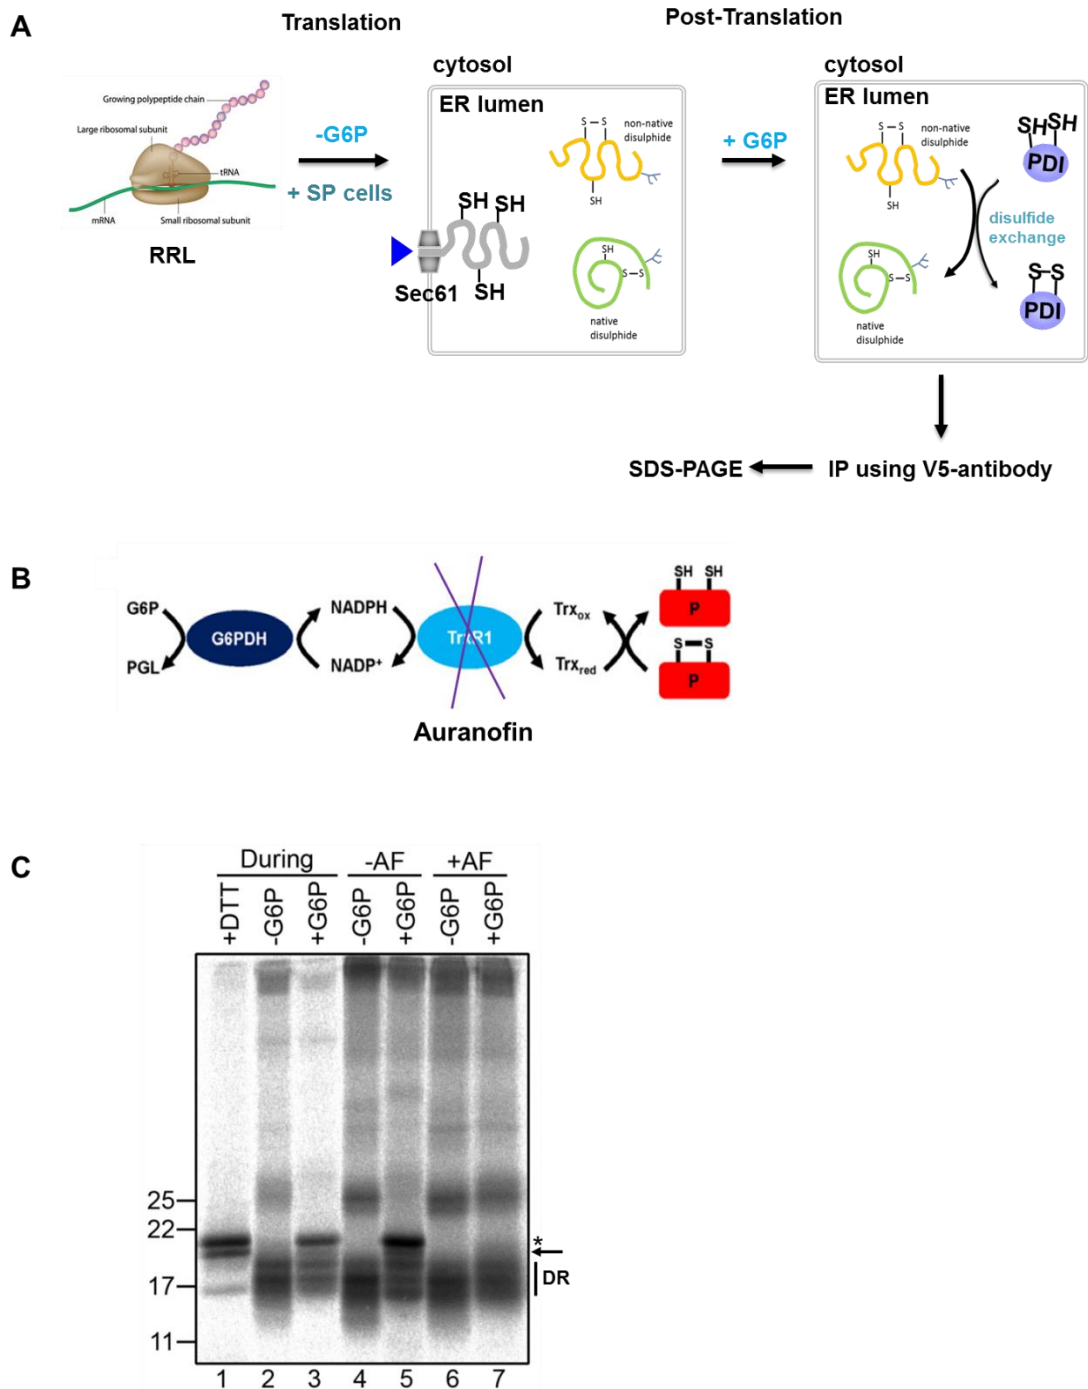 A
Translation
Post-Translation
cytosol
ER lumen
cytosol
ER lumen
Growing polypeptide chain
Large ribosomal subunit
tRNA
mRNA
Small ribosomal subunit
RRL
-G6P
+ SP cells
SH
SH
SH
Sec61
S
S
non-native
disulphide
SH
SH
S
S
native
disulphide
+ G6P
S
S
non-native
disulphide
SH
SH
SH
PDI
disulfide
exchange
SH
S
S
native
disulphide
S
S
PDI
SDS-PAGE
IP using V5-antibody
B
G6P
PGL
G6PDH
NADPH
NADP⁺
TrxR1
Trxox
Trxred
SH SH
P
S
S
P
Auranofin
C
During
-AF
+AF
+DTT
-G6P
+G6P
-G6P
+G6P
-G6P
+G6P
25
22
17
11
*
DR
1 2 3 4 5 6 7